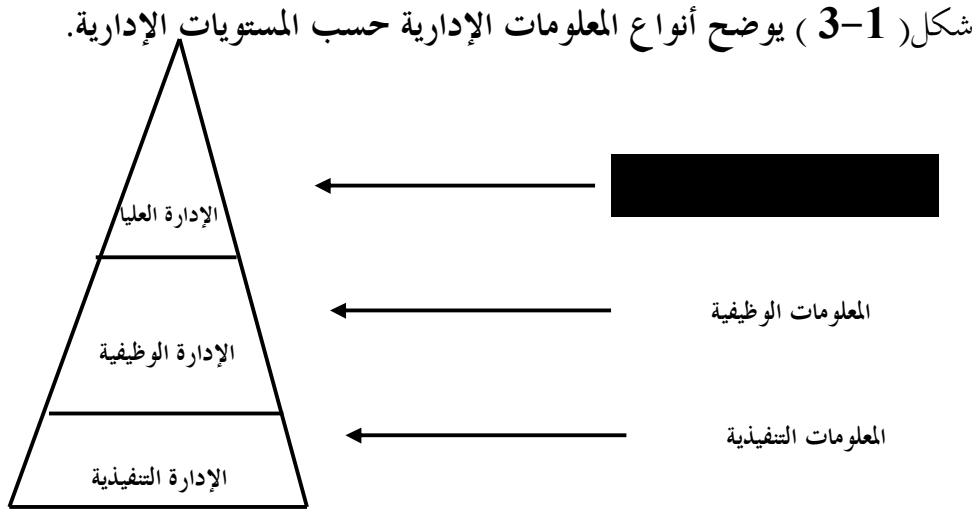 شكل( 1-3 ) يوضح أنواع المعلومات الإدارية حسب المستويات الإدارية.
الإدارة العليا
المعلومات الوظيفية
الإدارة الوظيفية
المعلومات التنفيذية
الإدارة التنفيذية